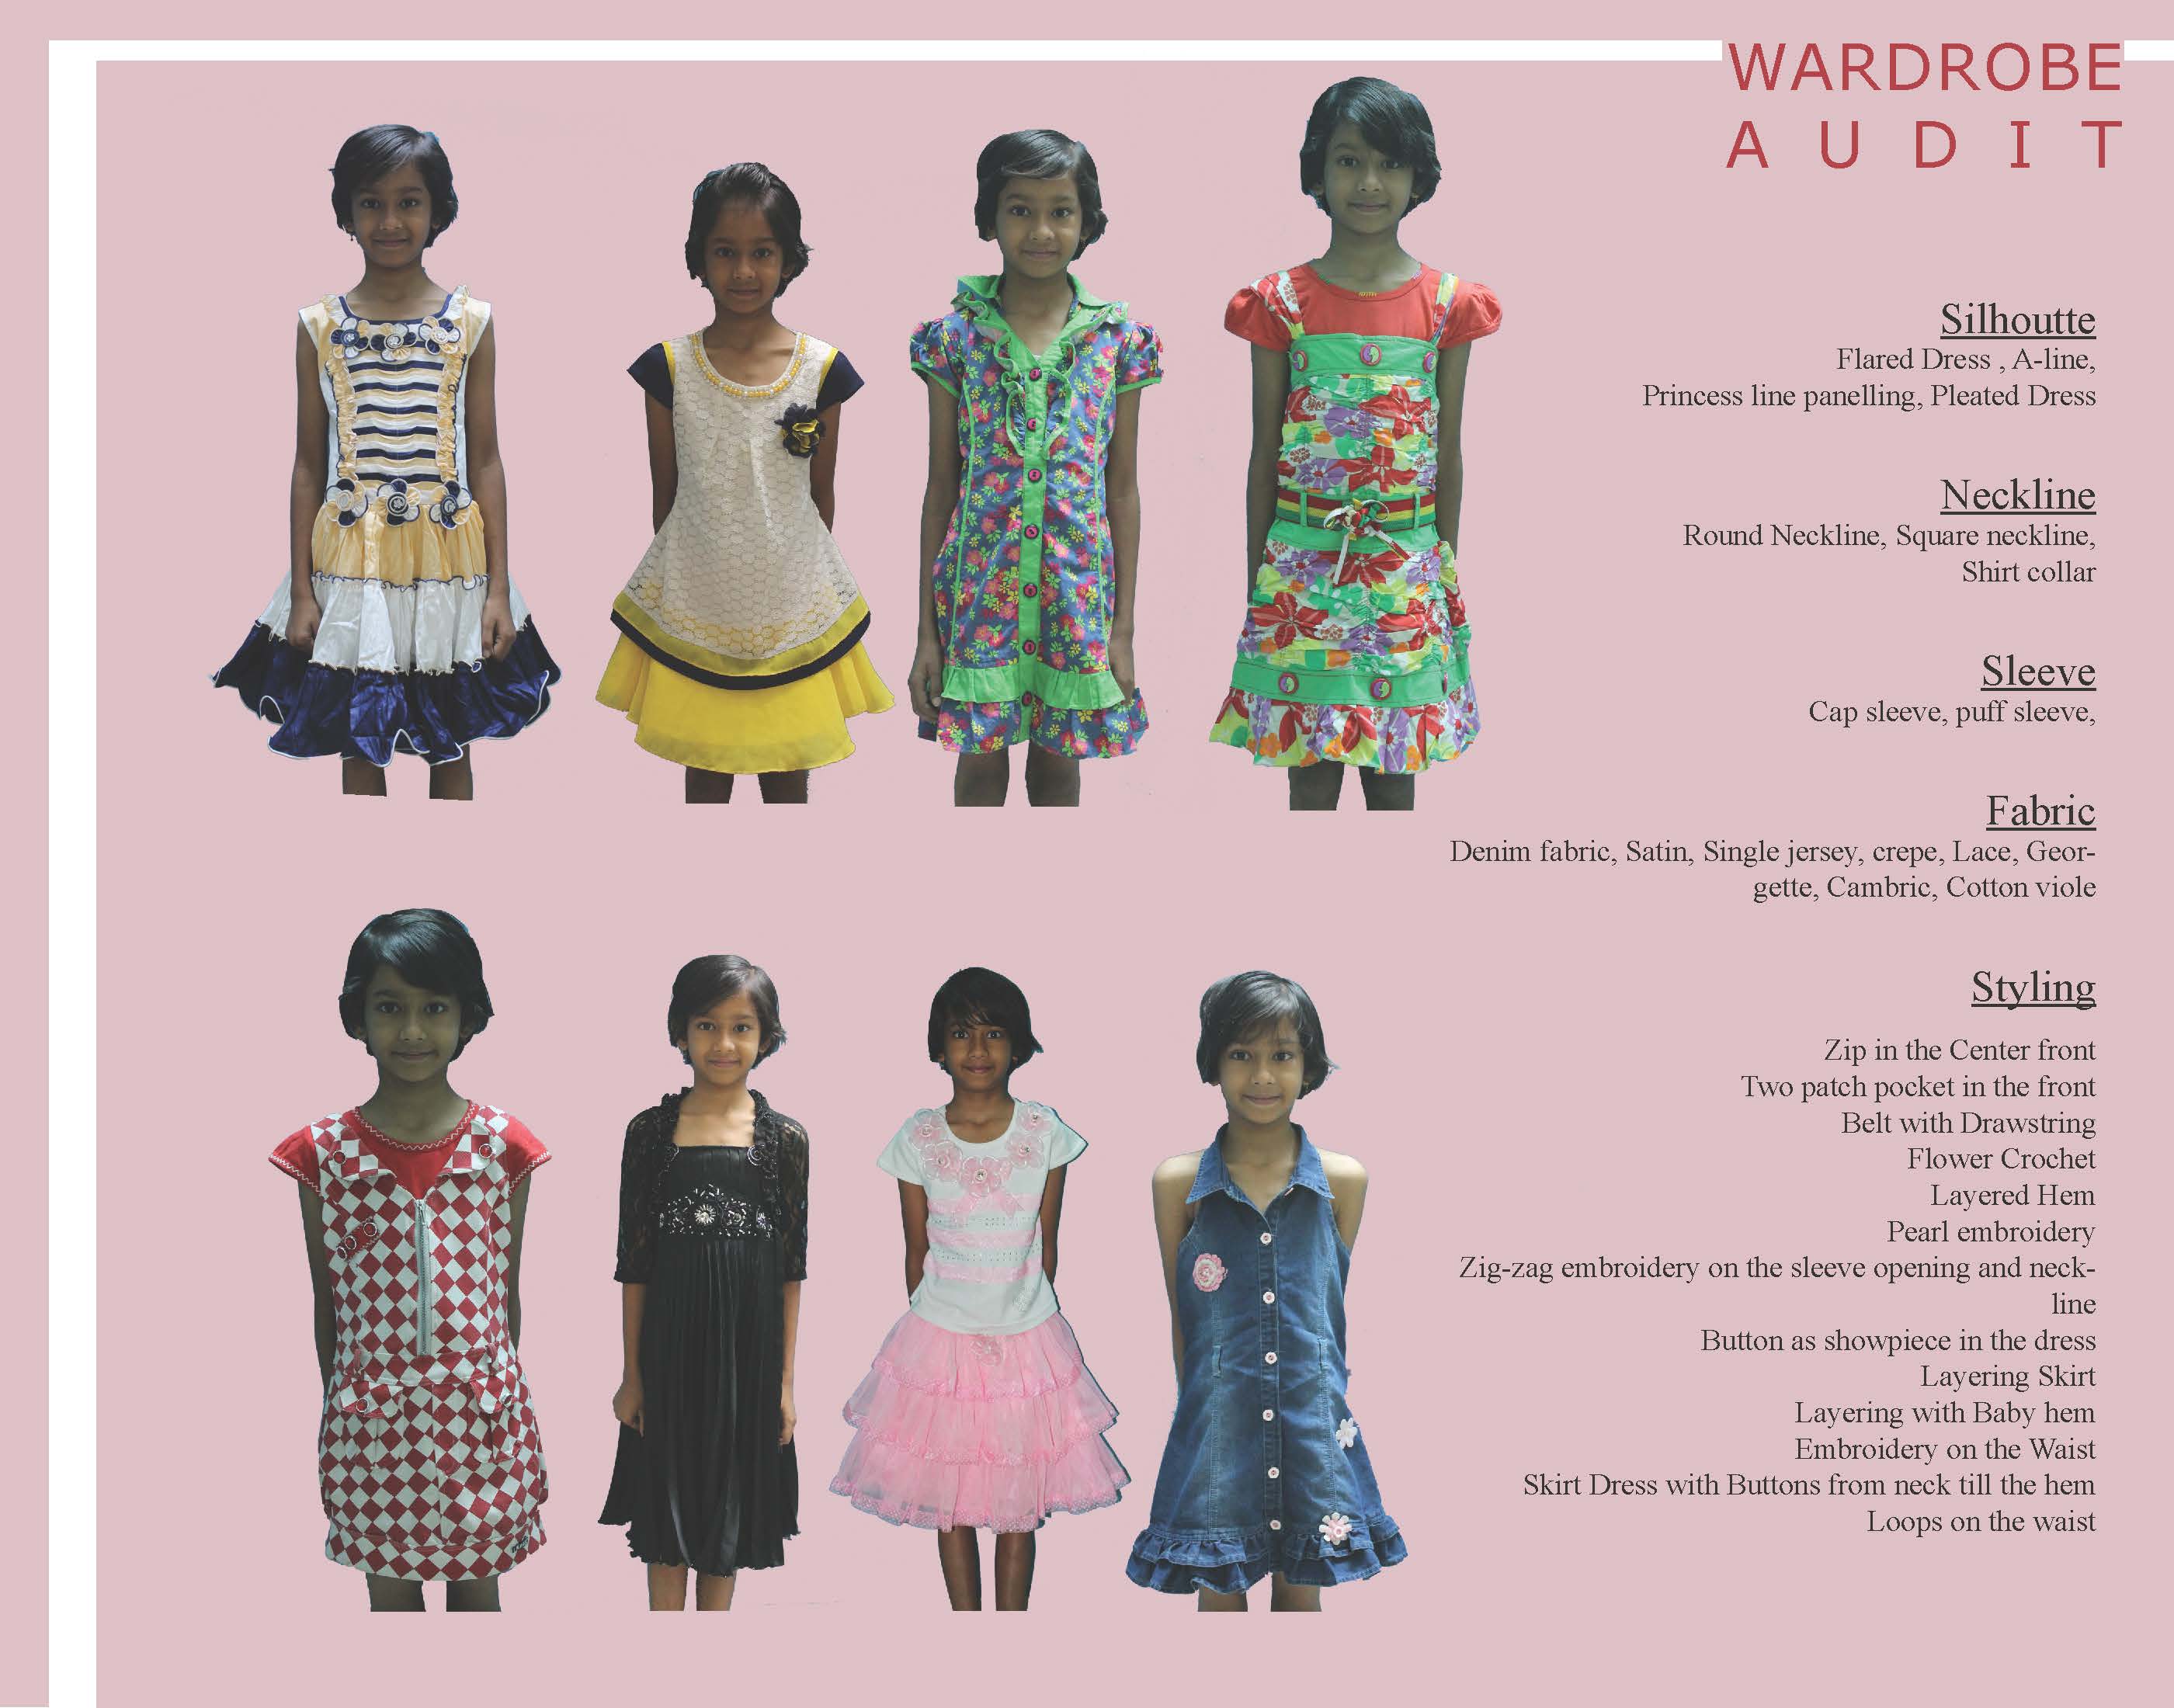 WARDROBE
A U D I T
Silhoutte
Flared Dress , A-line,
Princess line panelling, Pleated Dress
Neckline
Round Neckline, Square neckline,
Shirt collar
Sleeve
Cap sleeve, puff sleeve,
Fabric
Denim fabric, Satin, Single jersey, crepe, Lace, Geor-
gette, Cambric, Cotton viole
Styling
Zip in the Center front
Two patch pocket in the front
Belt with Drawstring
Flower Crochet
Layered Hem
Pearl embroidery
Zig-zag embroidery on the sleeve opening and neck-
line
Button as showpiece in the dress
Layering Skirt
Layering with Baby hem
Embroidery on the Waist
Skirt Dress with Buttons from neck till the hem
Loops on the waist